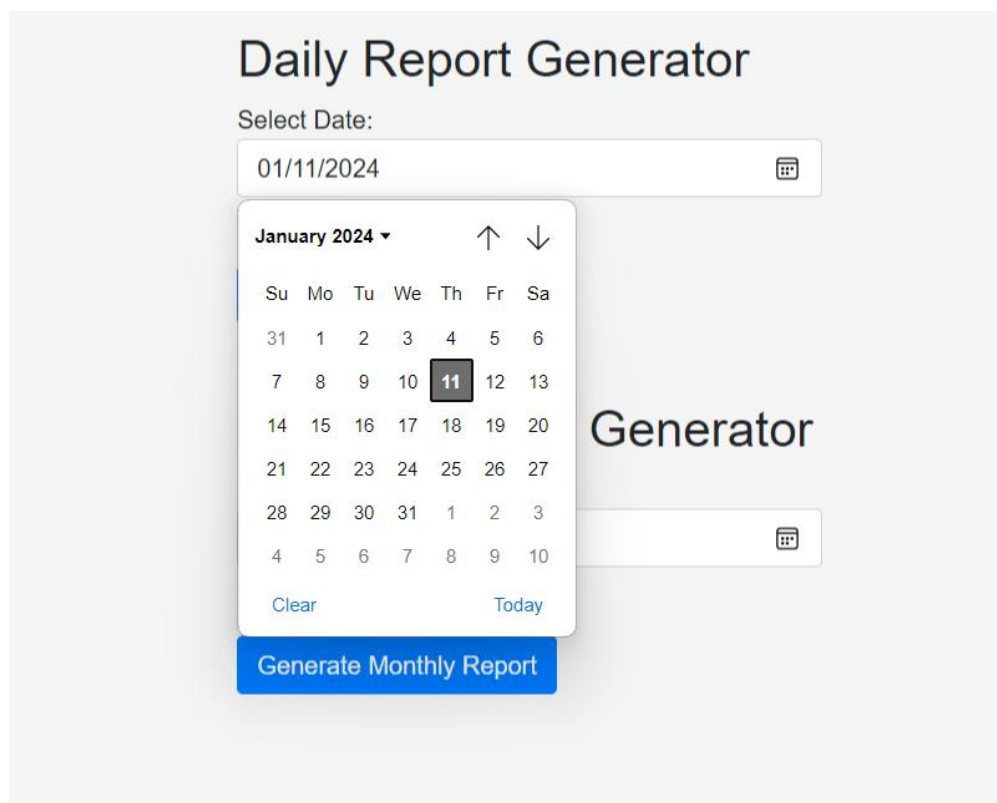 Daily Report Generator
Select Date:
01/11/2024
January 2024
Su Mo Tu We Th Fr Sa
31 1 2 3 4 5 6
7 8 9 10 11 12 13
14 15 16 17 18 19 20
21 22 23 24 25 26 27
28 29 30 31 1 2 3
4 5 6 7 8 9 10
Clear Today
Generator
Generate Monthly Report